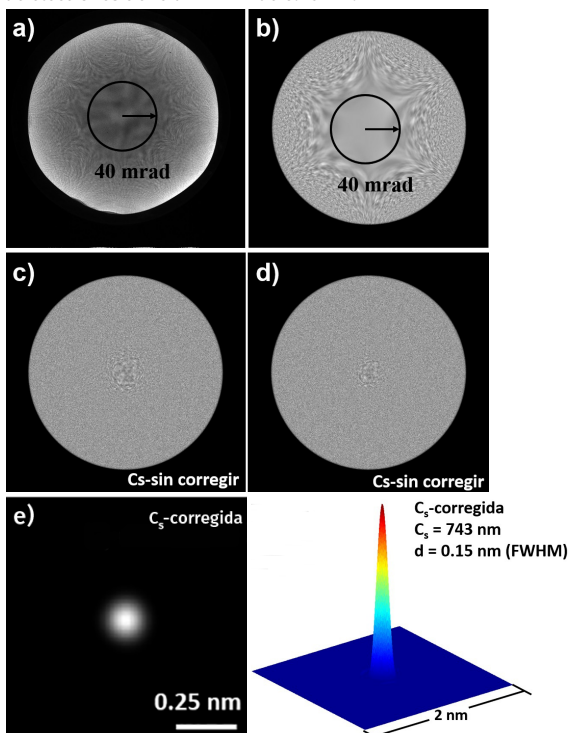 a)
b)
40 mrad
40 mrad
c)
d)
Cs-sin corregir
Cs-sin corregir
e)
Cs-corregida
0.25 nm
Cs-corregida
Cs = 743 nm
d = 0.15 nm (FWHM)
2 nm